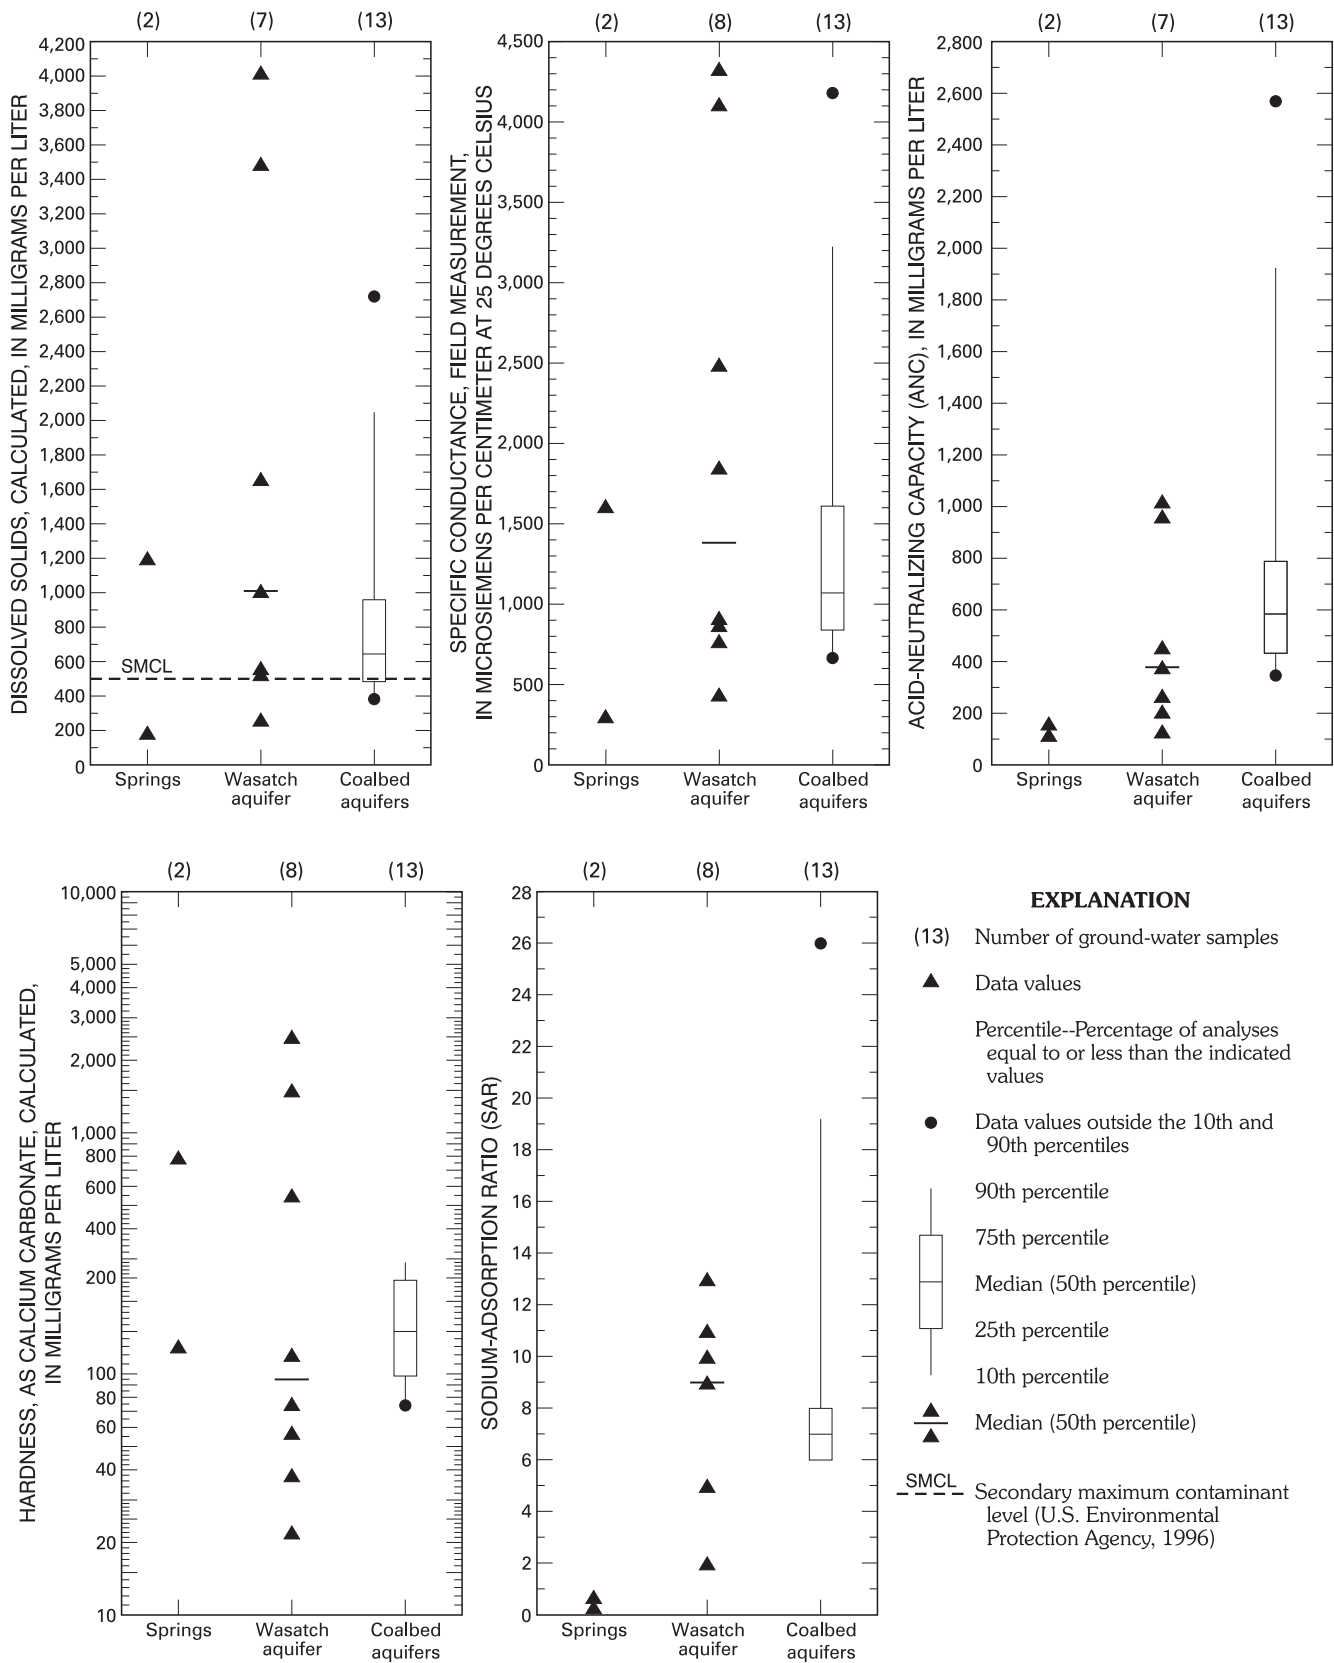 (2) (7) (13)
DISSOLVED SOLIDS, CALCULATED, IN MILLIGRAMS PER LITER
4,200
4,000
3,800
3,600
3,400
3,200
3,000
2,800
2,600
2,400
2,200
2,000
1,800
1,600
1,400
1,200
1,000
800
600
400
200
0
SMCL
Springs Wasatch Coalbed
aquifer aquifers
(2) (8) (13)
SPECIFIC CONDUCTANCE, FIELD MEASUREMENT,
IN MICROSIEMENS PER CENTIMETER AT 25 DEGREES CELSIUS
4,500
4,000
3,500
3,000
2,500
2,000
1,500
1,000
500
0
Springs Wasatch Coalbed
aquifer aquifers
(2) (7) (13)
ACID-NEUTRALIZING CAPACITY (ANC), IN MILLIGRAMS PER LITER
2,800
2,600
2,400
2,200
2,000
1,800
1,600
1,400
1,200
1,000
800
600
400
200
0
Springs Wasatch Coalbed
aquifer aquifers
(2) (8) (13)
HARDNESS, AS CALCIUM CARBONATE, CALCULATED,
IN MILLIGRAMS PER LITER
10,000
5,000
4,000
3,000
2,000
1,000
800
600
400
200
100
80
60
40
20
10
Springs Wasatch Coalbed
aquifer aquifers
(2) (8) (13)
SODIUM-ADSORPTION RATIO (SAR)
28
26
24
22
20
18
16
14
12
10
8
6
4
2
0
Springs Wasatch Coalbed
aquifer aquifers
EXPLANATION
(13) Number of ground-water samples
Data values
Percentile--Percentage of analyses
equal to or less than the indicated
values
Data values outside the 10th and
90th percentiles
90th percentile
75th percentile
Median (50th percentile)
25th percentile
10th percentile
Median (50th percentile)
SMCL Secondary maximum contaminant
level (U.S. Environmental
Protection Agency, 1996)